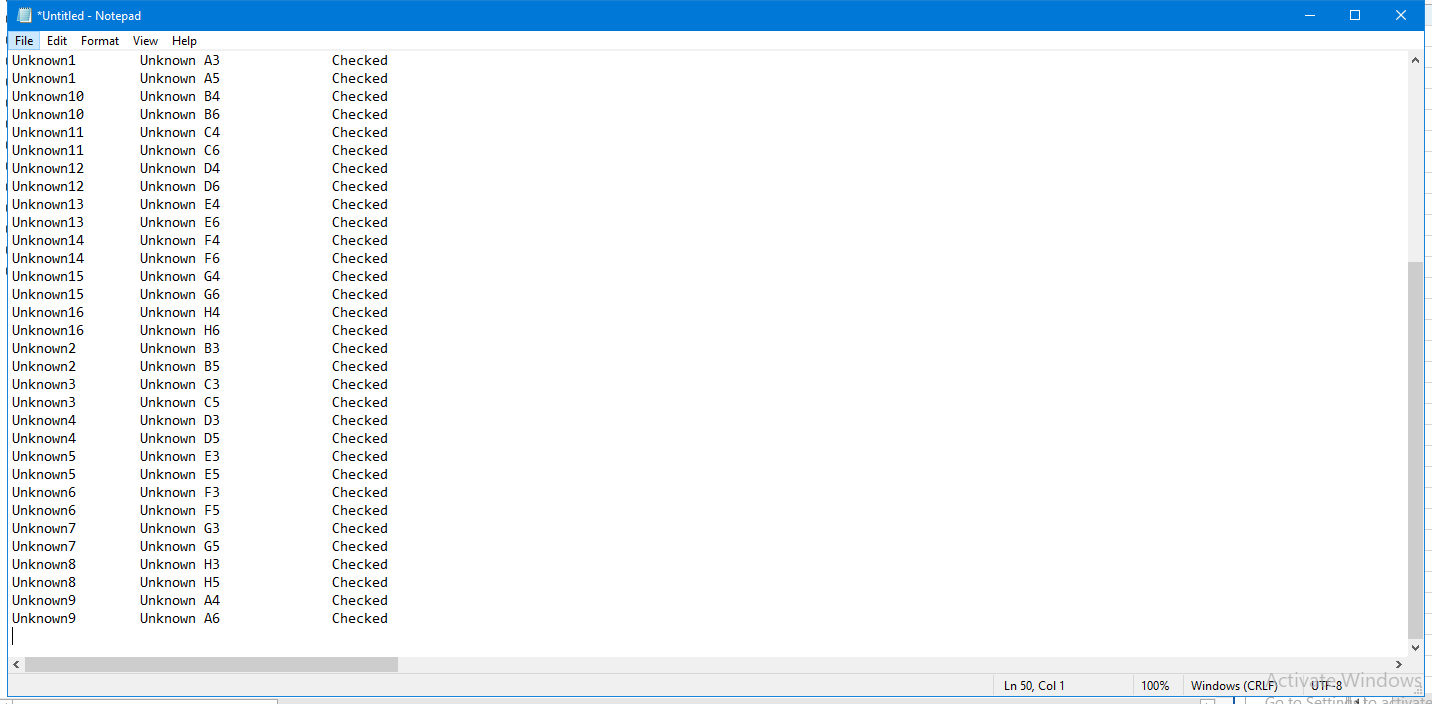 *Untitled - Notepad
File Edit Format View Help
Unknown1 Unknown A3 Checked
Unknown1 Unknown A5 Checked
Unknown10 Unknown B4 Checked
Unknown10 Unknown B6 Checked
Unknown11 Unknown C4 Checked
Unknown11 Unknown C6 Checked
Unknown12 Unknown D4 Checked
Unknown12 Unknown D6 Checked
Unknown13 Unknown E4 Checked
Unknown13 Unknown E6 Checked
Unknown14 Unknown F4 Checked
Unknown14 Unknown F6 Checked
Unknown15 Unknown G4 Checked
Unknown15 Unknown G6 Checked
Unknown16 Unknown H4 Checked
Unknown16 Unknown H6 Checked
Unknown2 Unknown B3 Checked
Unknown2 Unknown B5 Checked
Unknown3 Unknown C3 Checked
Unknown3 Unknown C5 Checked
Unknown4 Unknown D3 Checked
Unknown4 Unknown D5 Checked
Unknown5 Unknown E3 Checked
Unknown5 Unknown E5 Checked
Unknown6 Unknown F3 Checked
Unknown6 Unknown F5 Checked
Unknown7 Unknown G3 Checked
Unknown7 Unknown G5 Checked
Unknown8 Unknown H3 Checked
Unknown8 Unknown H5 Checked
Unknown9 Unknown A4 Checked
Unknown9 Unknown A6 Checked
Ln 50, Col 1 100% Windows (CRLF) UTF-8
Activate Windows
Go to Settings to activate